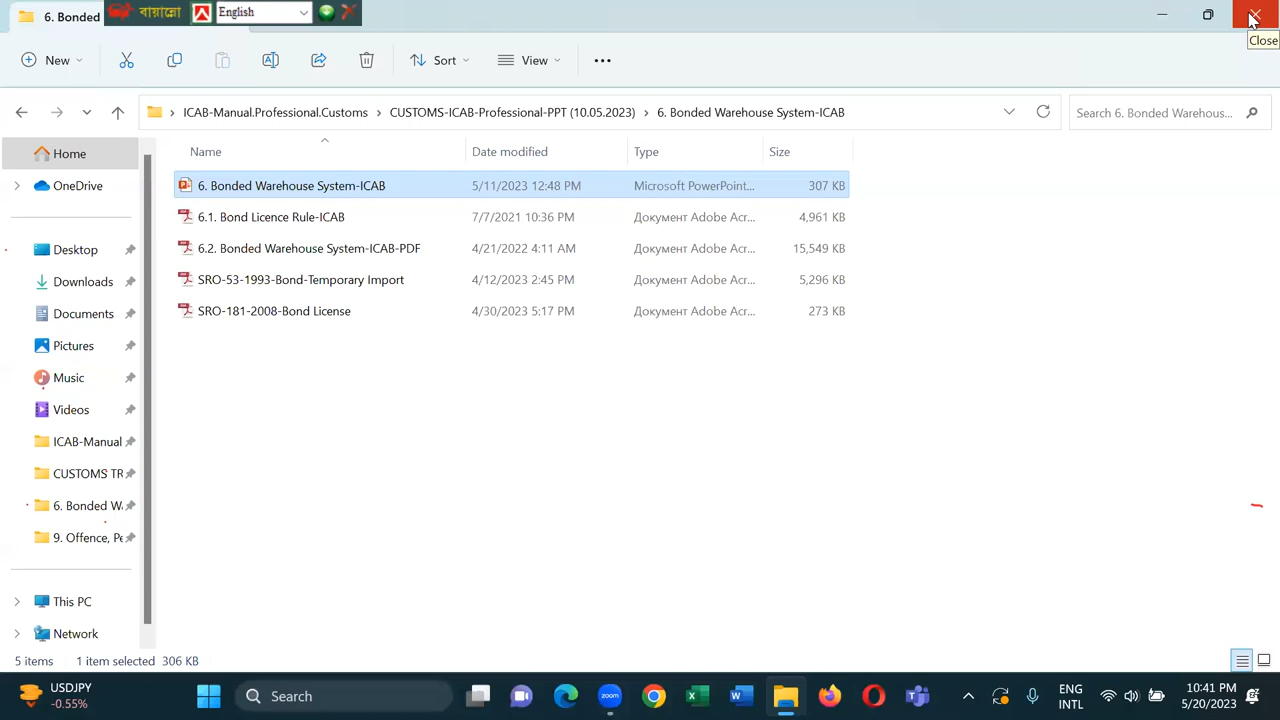 6. Bonded
বায়ান্নো
English
Close
New
Sort
View
ICAB-Manual.Professional.Customs
CUSTOMS-ICAB-Professional-PPT (10.05.2023)
6. Bonded Warehouse System-ICAB
Search 6. Bonded Warehous...
Name
Date modified
Type
Size
Home
OneDrive
Desktop
Downloads
Documents
Pictures
Music
Videos
ICAB-Manual
CUSTOMS TR
6. Bonded Wa
9. Offence, Pe
This PC
Network
6. Bonded Warehouse System-ICAB 5/11/2023 12:48 PM Microsoft PowerPoint... 307 KB
6.1. Bond Licence Rule-ICAB 7/7/2021 10:36 PM Документ Adobe Acr... 4,961 KB
6.2. Bonded Warehouse System-ICAB-PDF 4/21/2022 4:11 AM Документ Adobe Acr... 15,549 KB
SRO-53-1993-Bond-Temporary Import 4/12/2023 2:45 PM Документ Adobe Acr... 5,296 KB
SRO-181-2008-Bond License 4/30/2023 5:17 PM Документ Adobe Acr... 273 KB
5 items 1 item selected 306 KB
USDJPY
-0.55%
Search
zoom
ENG
INTL
10:41 PM
5/20/2023